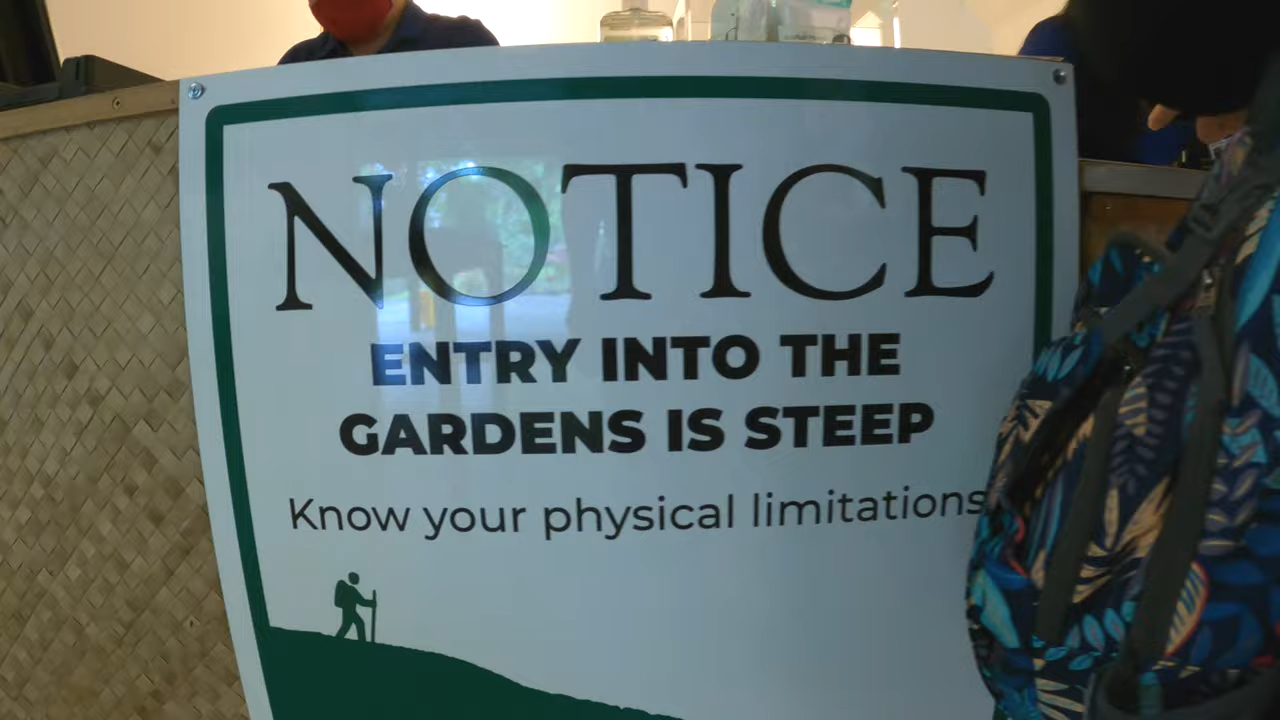 NOTICE
ENTRY INTO THE
GARDENS IS STEEP
Know your physical limitations